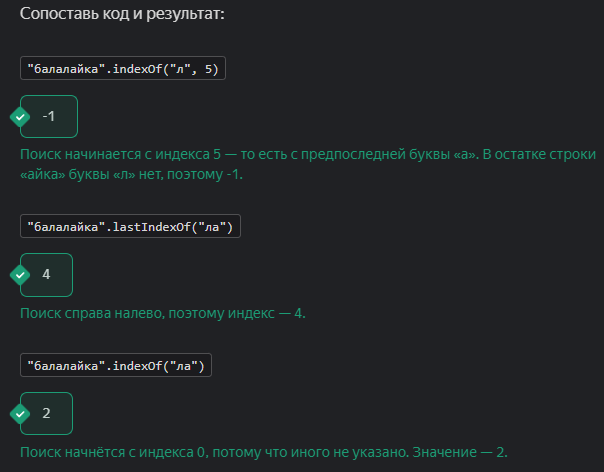 Сопоставь код и результат:
"балалайка".indexOf("л", 5)
-1
Поиск начинается с индекса 5 — то есть с предпоследней буквы «а». В остатке строки
«айка» буквы «л» нет, поэтому -1.
"балалайка".lastIndexOf("ла")
4
Поиск справа налево, поэтому индекс — 4.
"балалайка".indexOf("ла")
2
Поиск начнётся с индекса 0, потому что иного не указано. Значение — 2.